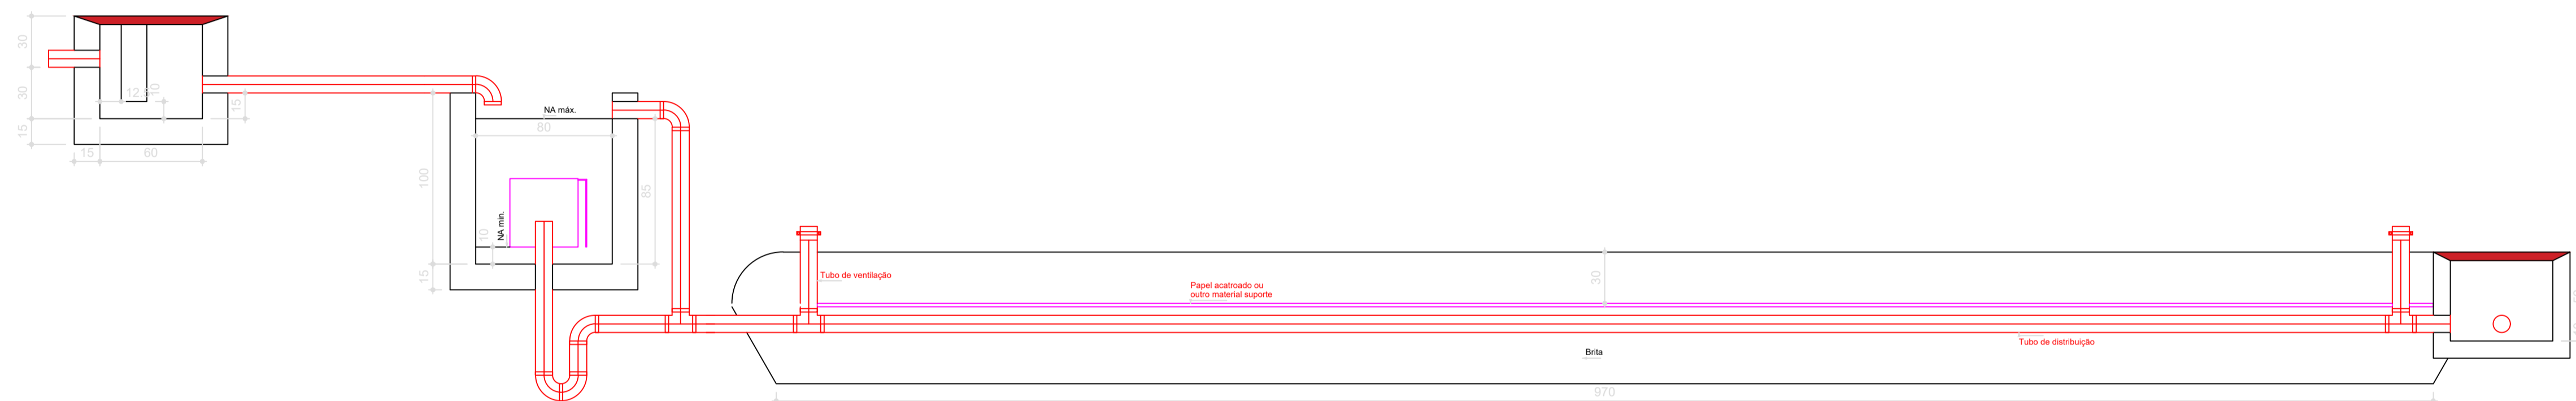 30
30
15
12.5
10
15
15
60
NA máx.
80
100
85
NA mín.
10
15
Tubo de ventilação
Papel acatroado ou
outro material suporte
30
Tubo de distribuição
Brita
970